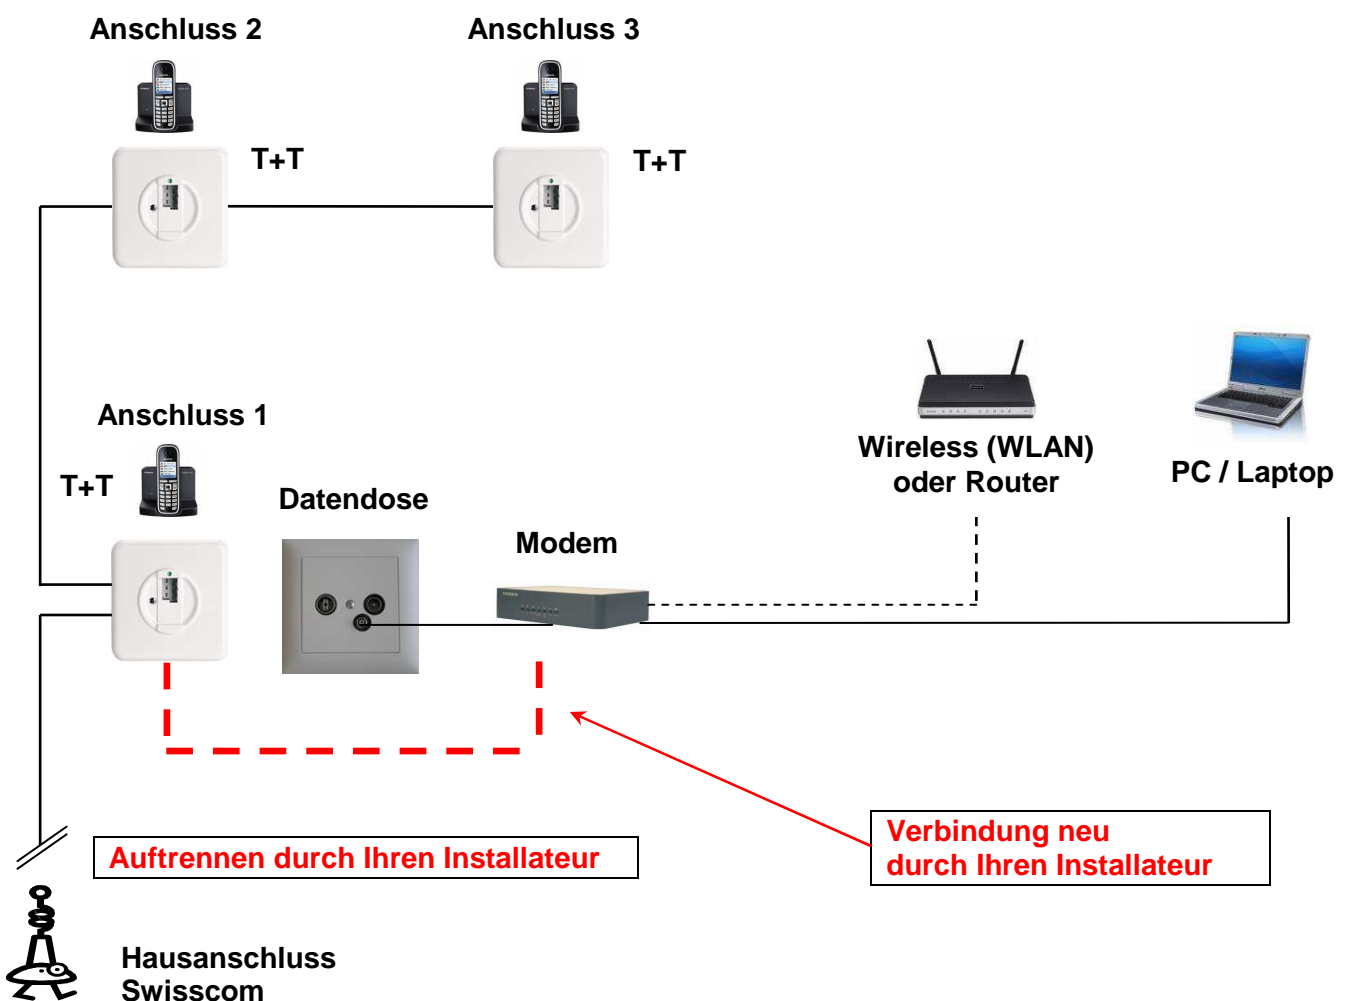 Anschluss 2
Anschluss 3
T+T
T+T
Anschluss 1
T+T
Datendose
Modem
Wireless (WLAN)
oder Router
PC / Laptop
Auftrennen durch Ihren Installateur
Verbindung neu
durch Ihren Installateur
Hausanschluss
Swisscom